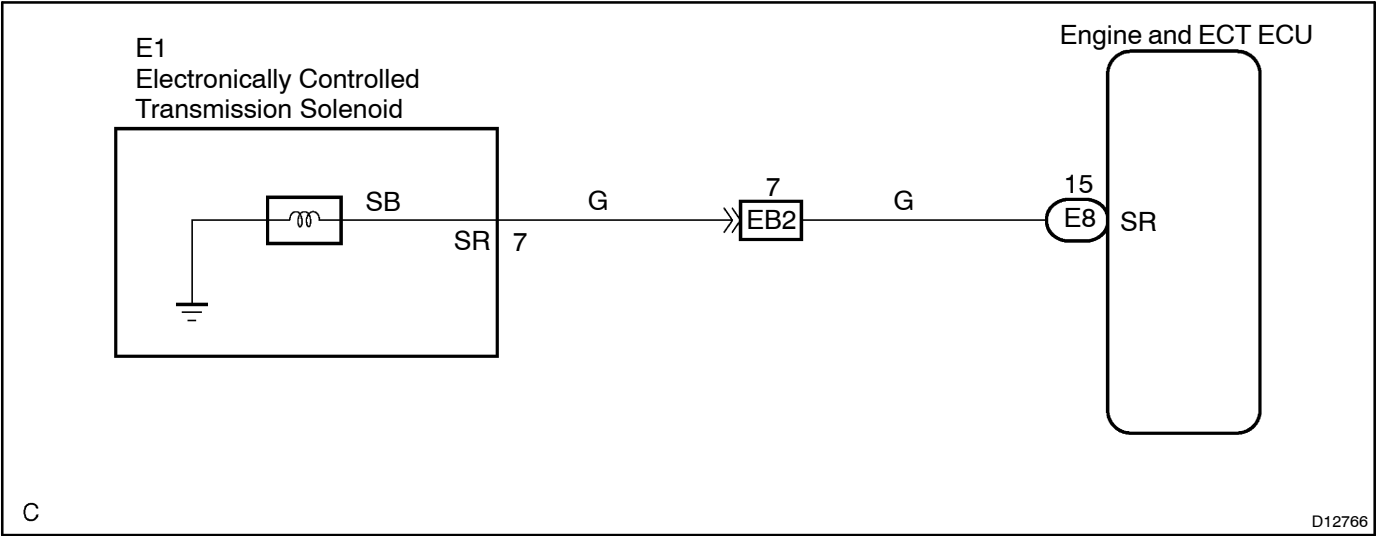 E1
Electronically Controlled
Transmission Solenoid
Engine and ECT ECU
SB
SR
7
G
7
EB2
G
15
E8
SR
C
D12766